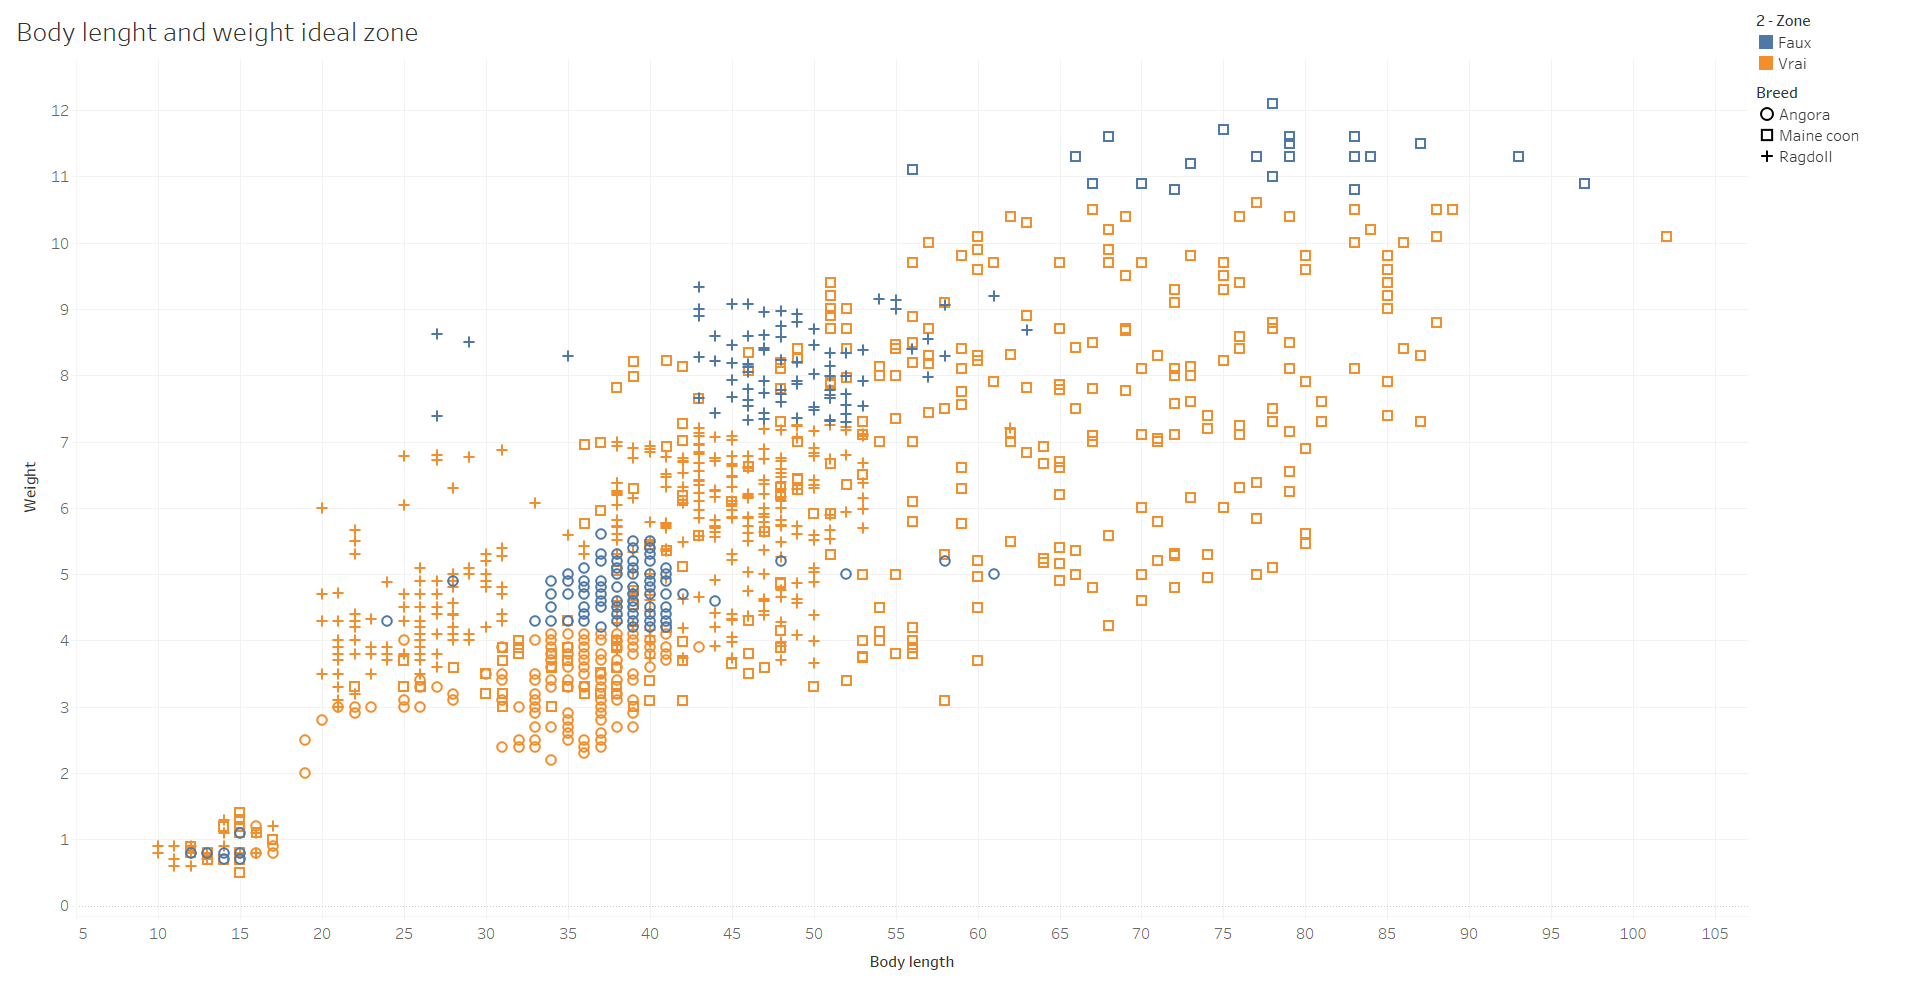 Body lenght and weight ideal zone
2 - Zone
Faux
Vrai
Breed
Angora
Maine coon
Ragdoll
12
11
10
9
8
7
6
5
4
3
2
1
0
Weight
5 10 15 20 25 30 35 40 45 50 55 60 65 70 75 80 85 90 95 100 105
Body length